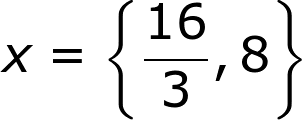 x = {16/3, 8}